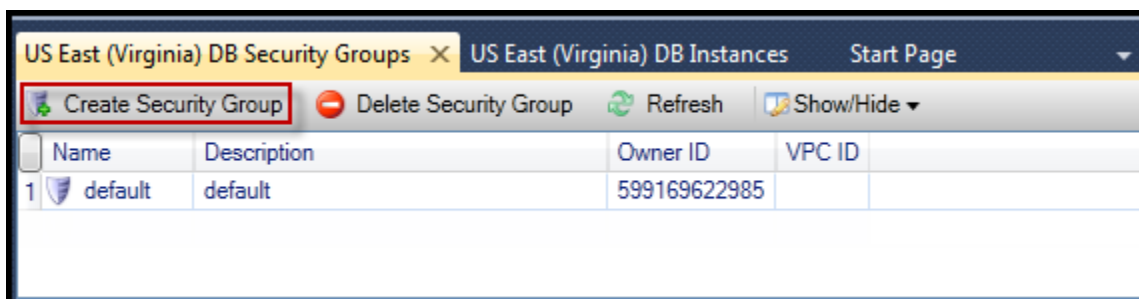 US East (Virginia) DB Security Groups US East (Virginia) DB Instances Start Page
Create Security Group Delete Security Group Refresh Show/Hide
Name Description Owner ID VPC ID
1 default default 599169622985